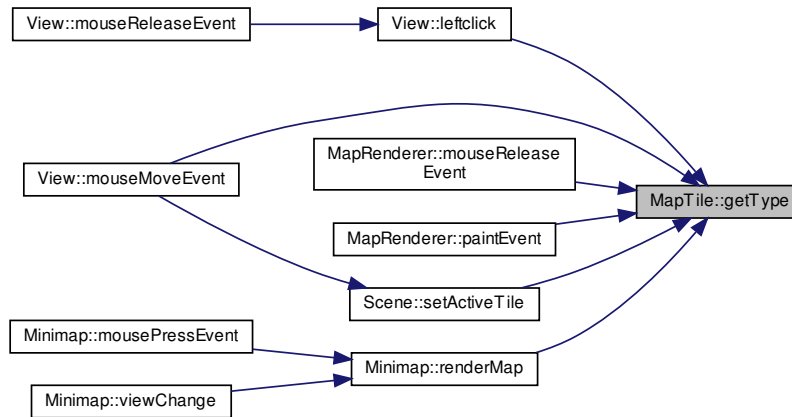 View::mouseReleaseEvent
View::leftclick
View::mouseMoveEvent
MapRenderer::mouseRelease
Event
MapTile::getType
MapRenderer::paintEvent
Scene::setActiveTile
Minimap::mousePressEvent
Minimap::renderMap
Minimap::viewChange